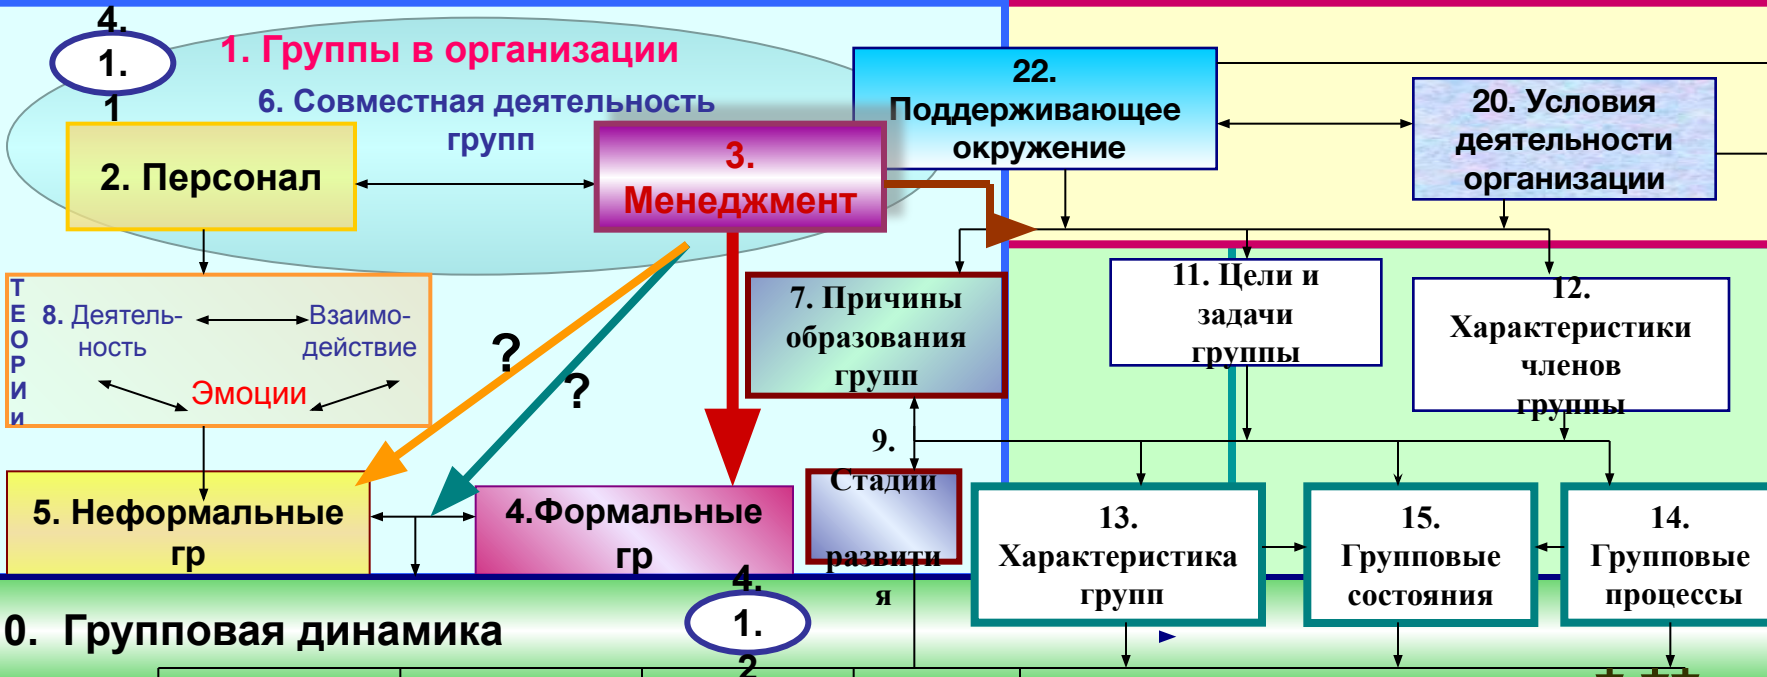 4.
1.
1
1. Группы в организации
6. Совместная деятельность
групп
2. Персонал
3.
Менеджмент
22.
Поддерживающее
окружение
20. Условия
деятельности
организации
Т
Е
О
Р
И
и
8. Деятель-
ность
Взаимо-
действие
Эмоции
?
?
7. Причины
образования
групп
11. Цели и
задачи
группы
12.
Характеристики
членов
группы
9.
Стадии
развити
я
5. Неформальные
гр
4.Формальные
гр
13.
Характеристика
групп
15.
Групповые
состояния
14.
Групповые
процессы
0. Групповая динамика
4.
1.
2